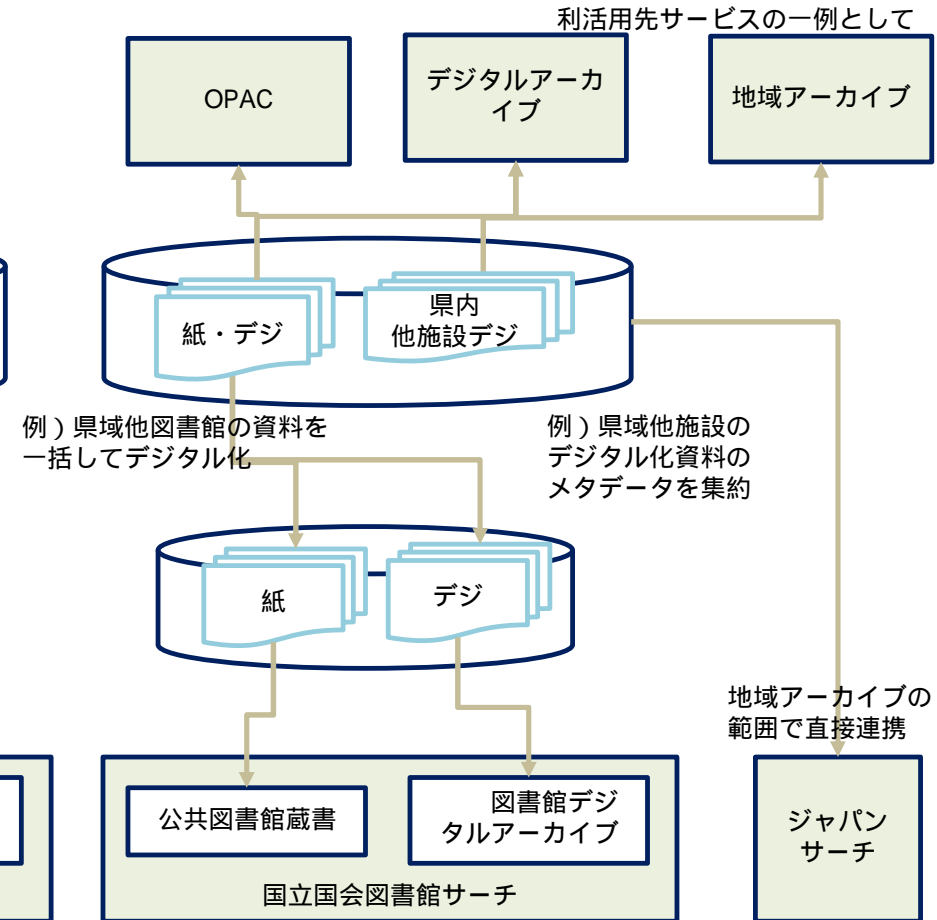 利活用先サービスの一例として
OPAC
デジタルアーカ
イブ
地域アーカイブ
紙・デジ
県内
他施設デジ
例）県域他図書館の資料を
一括してデジタル化
例）県域他施設の
デジタル化資料の
メタデータを集約
紙
デジ
地域アーカイブの
範囲で直接連携
公共図書館蔵書
図書館デジ
タルアーカイブ
国立国会図書館サーチ
ジャパン
サーチ